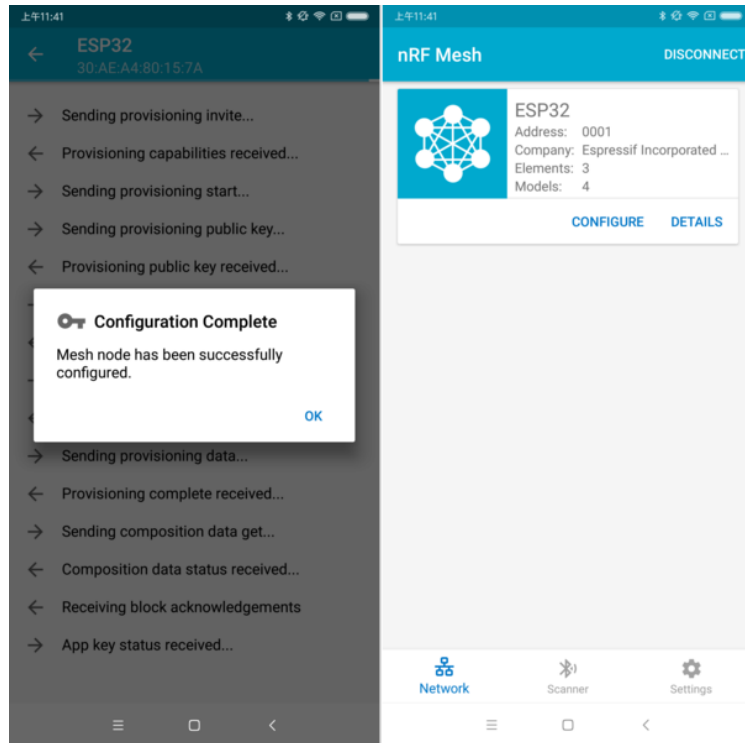 上午11:41
ESP32
30:AE:A4:80:15:7A
Sending provisioning invite...
Provisioning capabilities received...
Sending provisioning start...
Sending provisioning public key...
Provisioning public key received...
Configuration Complete
Mesh node has been successfully
configured.
OK
Sending provisioning data...
Provisioning complete received...
Sending composition data get...
Composition data status received...
Receiving block acknowledgements
App key status received...
上午11:41
nRF Mesh
DISCONNECT
ESP32
Address: 0001
Company: Espressif Incorporated ...
Elements: 3
Models: 4
CONFIGURE DETAILS
Network
Scanner
Settings